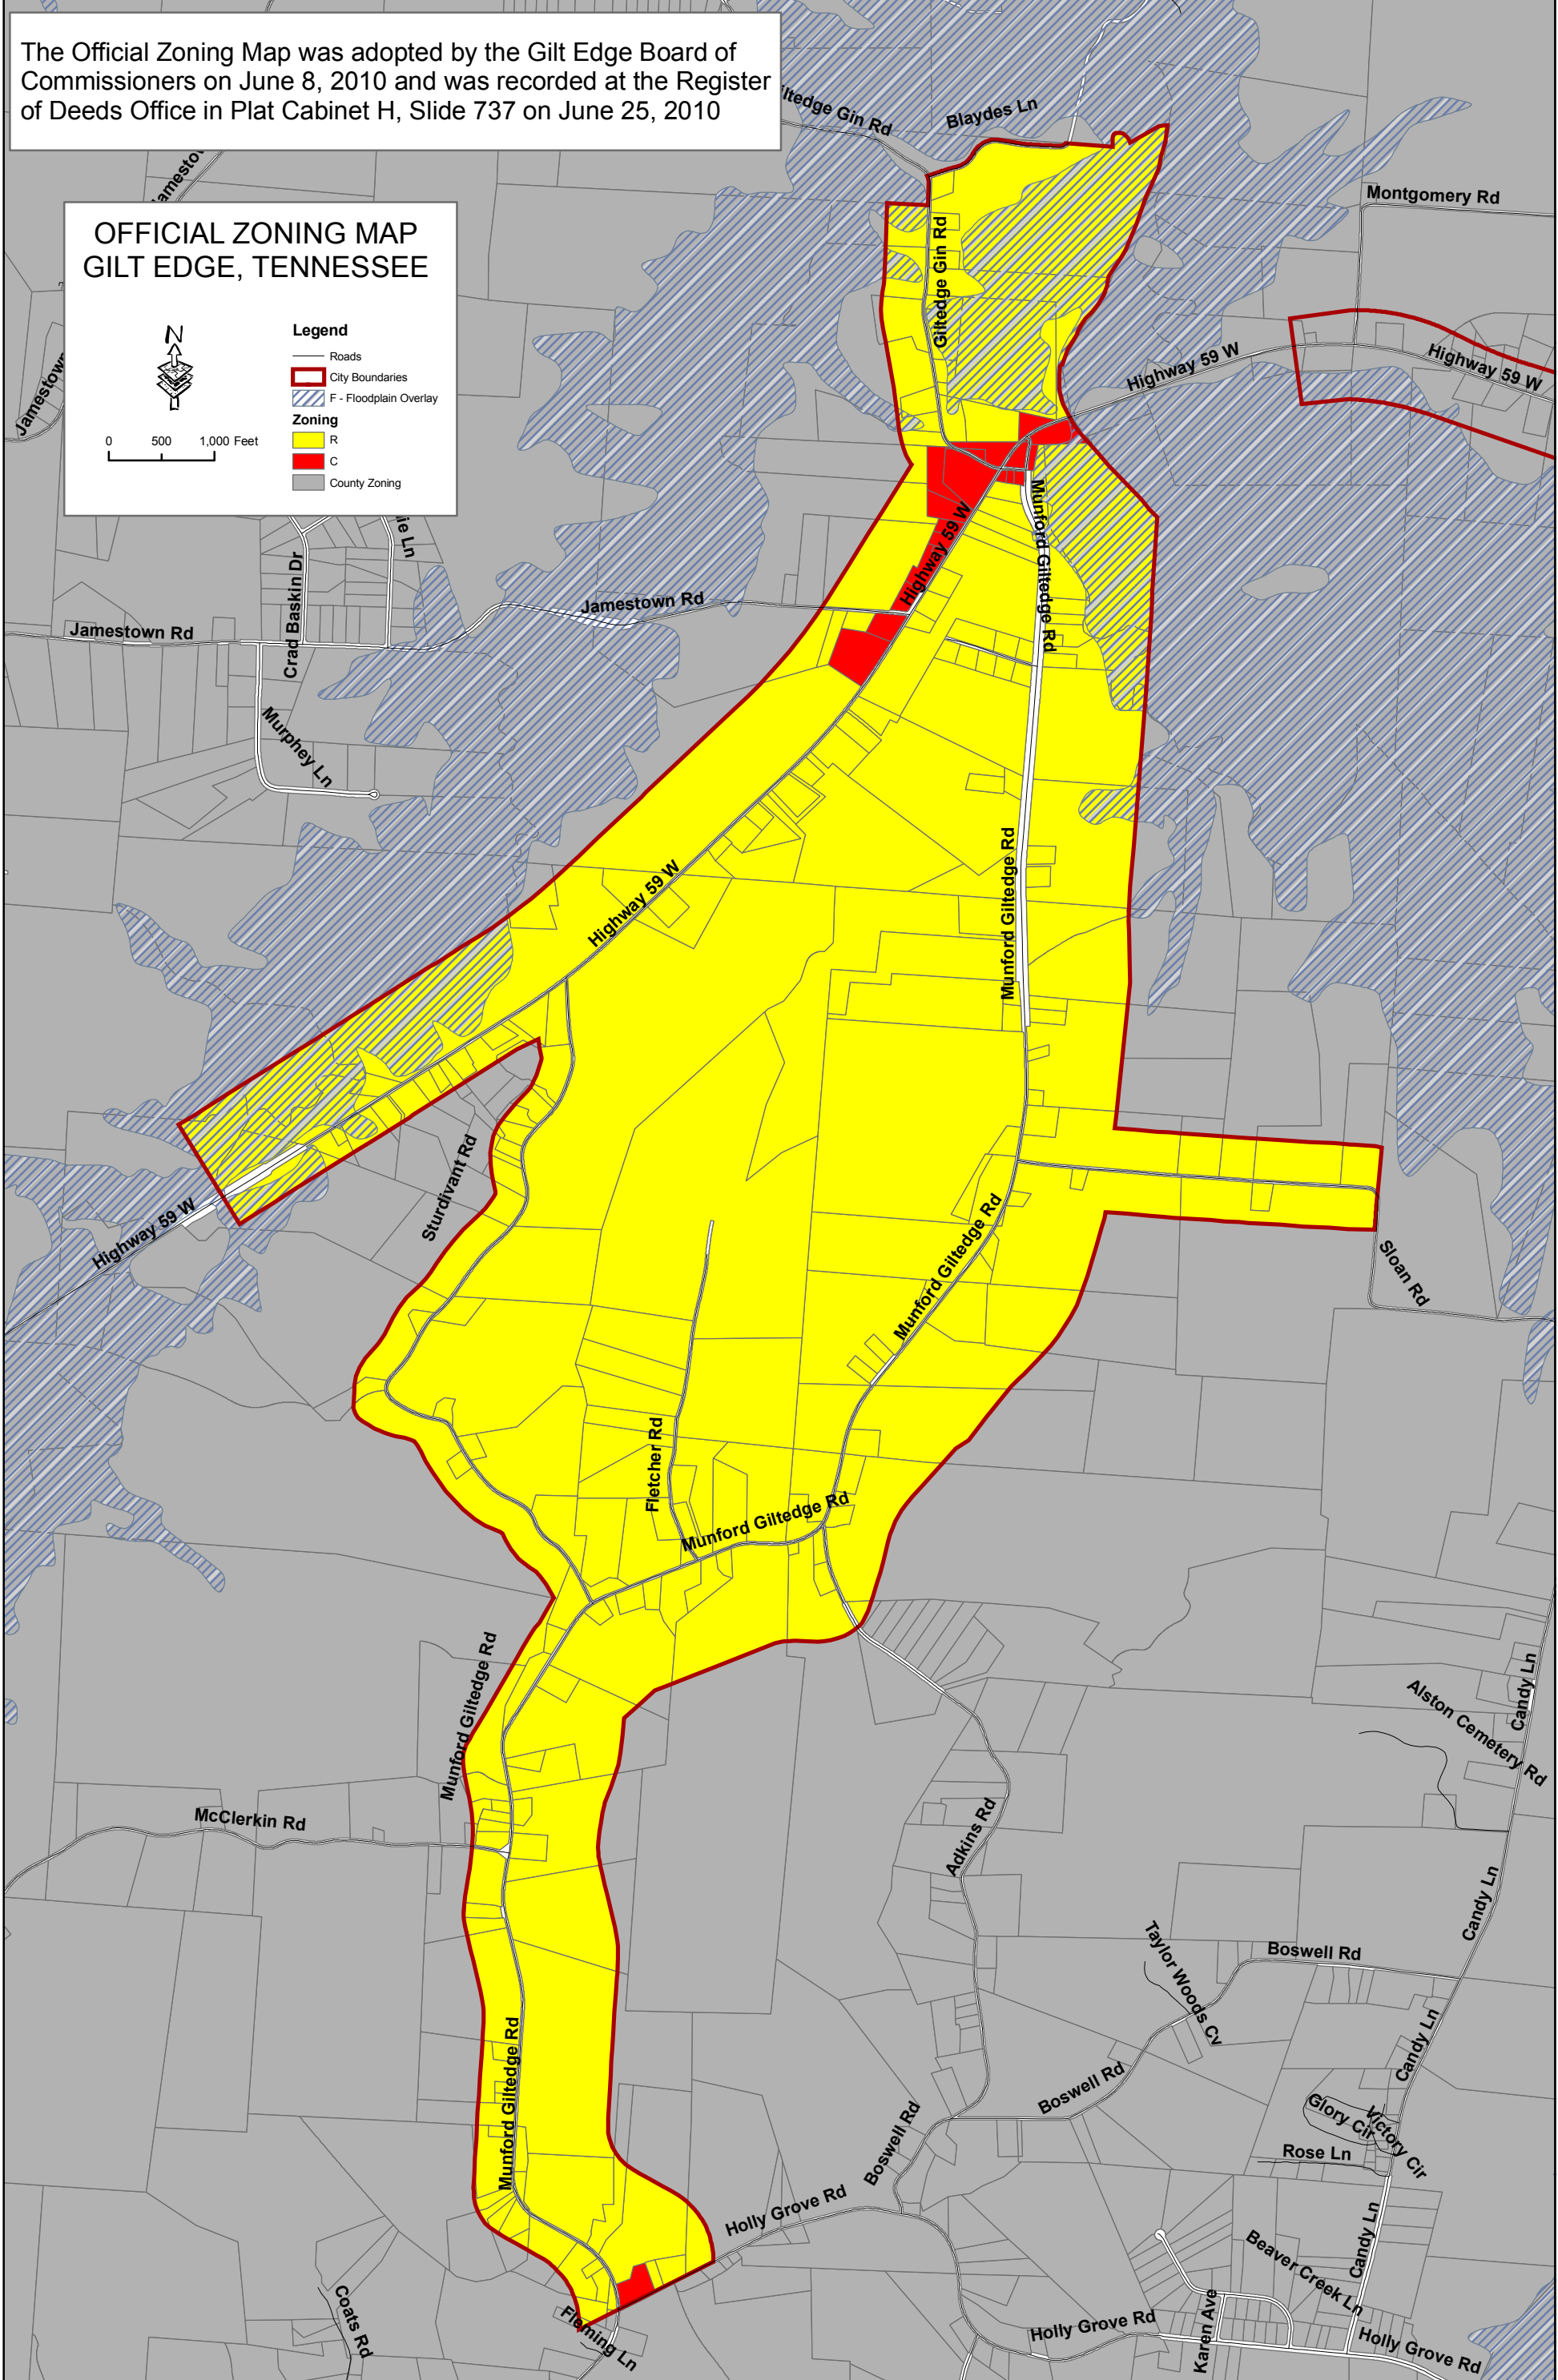 The Official Zoning Map was adopted by the Gilt Edge Board of
Commissioners on June 8, 2010 and was recorded at the Register
of Deeds Office in Plat Cabinet H, Slide 737 on June 25, 2010
iltedge Gin Rd
Blaydes Ln
Jamestow
Montgomery Rd
OFFICIAL ZONING MAP
GILT EDGE, TENNESSEE
N
Legend
Roads
City Boundaries
F - Floodplain Overlay
Zoning
R
C
County Zoning
0 500 1,000 Feet
Jamestown
Giltedge Gin Rd
Highway 59 W
Highway 59 W
Highway 59 W
Munford Giltedge Rd
ie Ln
Crad Baskin Dr
Jamestown Rd
Jamestown Rd
Murphey Ln
Highway 59 W
Munford Giltedge Rd
Sturdivant Rd
Highway 59 W
Munford Giltedge Rd
Sloan Rd
Fletcher Rd
Munford Giltedge Rd
Munford Giltedge Rd
Candy Ln
Alston Cemetery Rd
McClerkin Rd
Adkins Rd
Candy Ln
Taylor Woods Cv
Boswell Rd
Munford Giltedge Rd
Candy Ln
Boswell Rd
Boswell Rd
Glory Cir
Victory Cir
Rose Ln
Holly Grove Rd
Candy Ln
Beaver Creek Ln
Coats Rd
Fleming Ln
Holly Grove Rd
Karen Ave
Holly Grove Rd